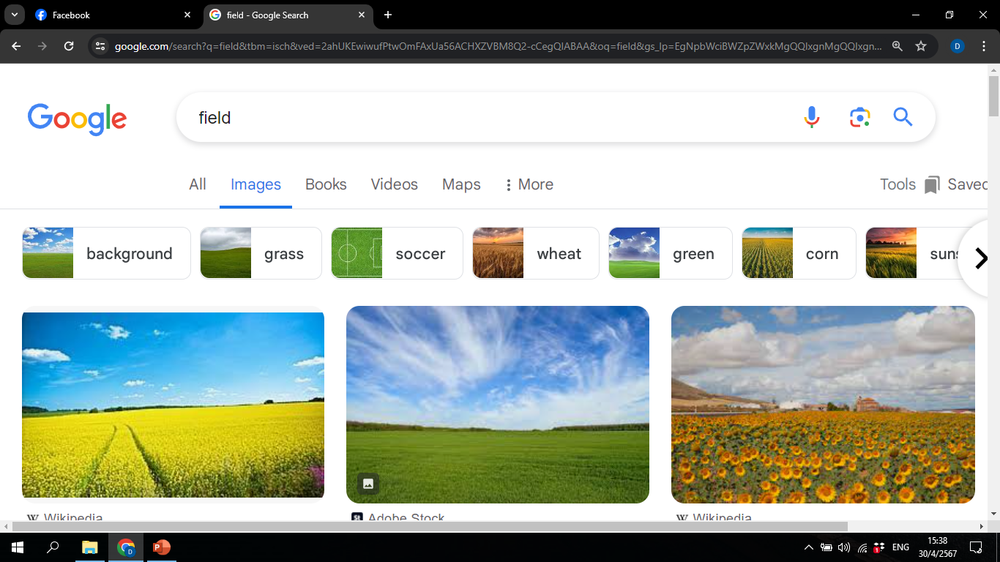 Facebook
field - Google Search
google.com/search?q=field&tbm=isch&ved=2ahUKEwiwufPtwOmFAxUa56ACHXZVBM8Q2-cCegQIABAA&oq=field&gs_lp=EgNpbWciBWZpZWxkMgQQIxgnMgQQIxgn...
D
Google
field
All Images Books Videos Maps More Tools Saved
background grass soccer wheat green corn suns
W Wikipedia
St Adobe Stock
W Wikipedia
D P 1 ENG
15:38
30/4/2567